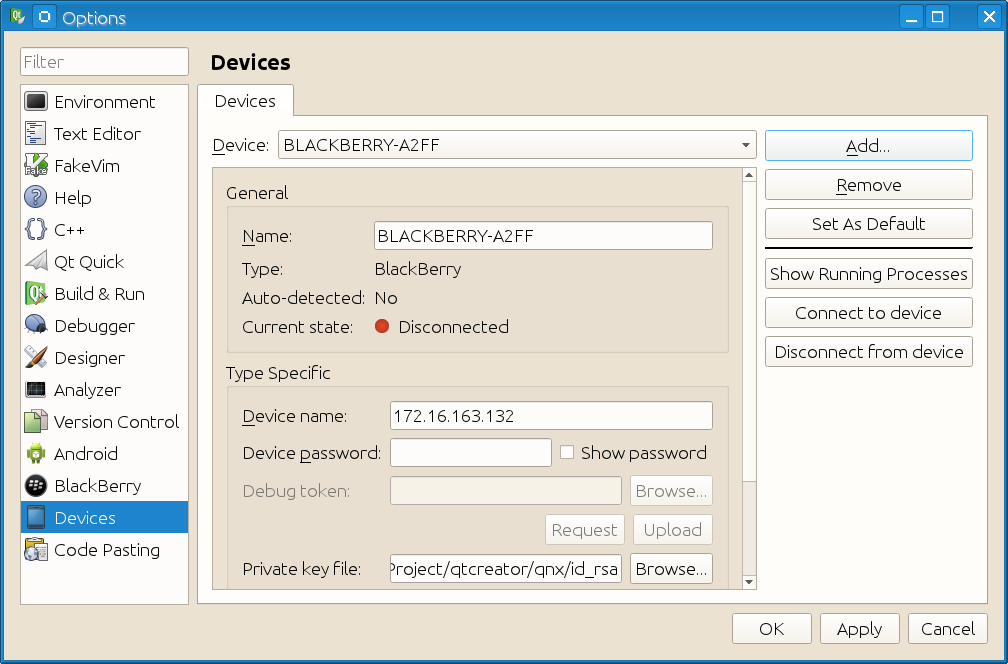 Options
Filter
Environment
Text Editor
FakeVim
Help
C++
Qt Quick
Build & Run
Debugger
Designer
Analyzer
Version Control
Android
BlackBerry
Devices
Code Pasting
Devices
Devices
Device: BLACKBERRY-A2FF
General
Name: BLACKBERRY-A2FF
Type: BlackBerry
Auto-detected: No
Current state: Disconnected
Type Specific
Device name: 172.16.163.132
Device password: Show password
Debug token: Browse...
Request Upload
Private key file: Project/qtcreator/qnx/id_rsa Browse...
Add...
Remove
Set As Default
Show Running Processes
Connect to device
Disconnect from device
OK Apply Cancel